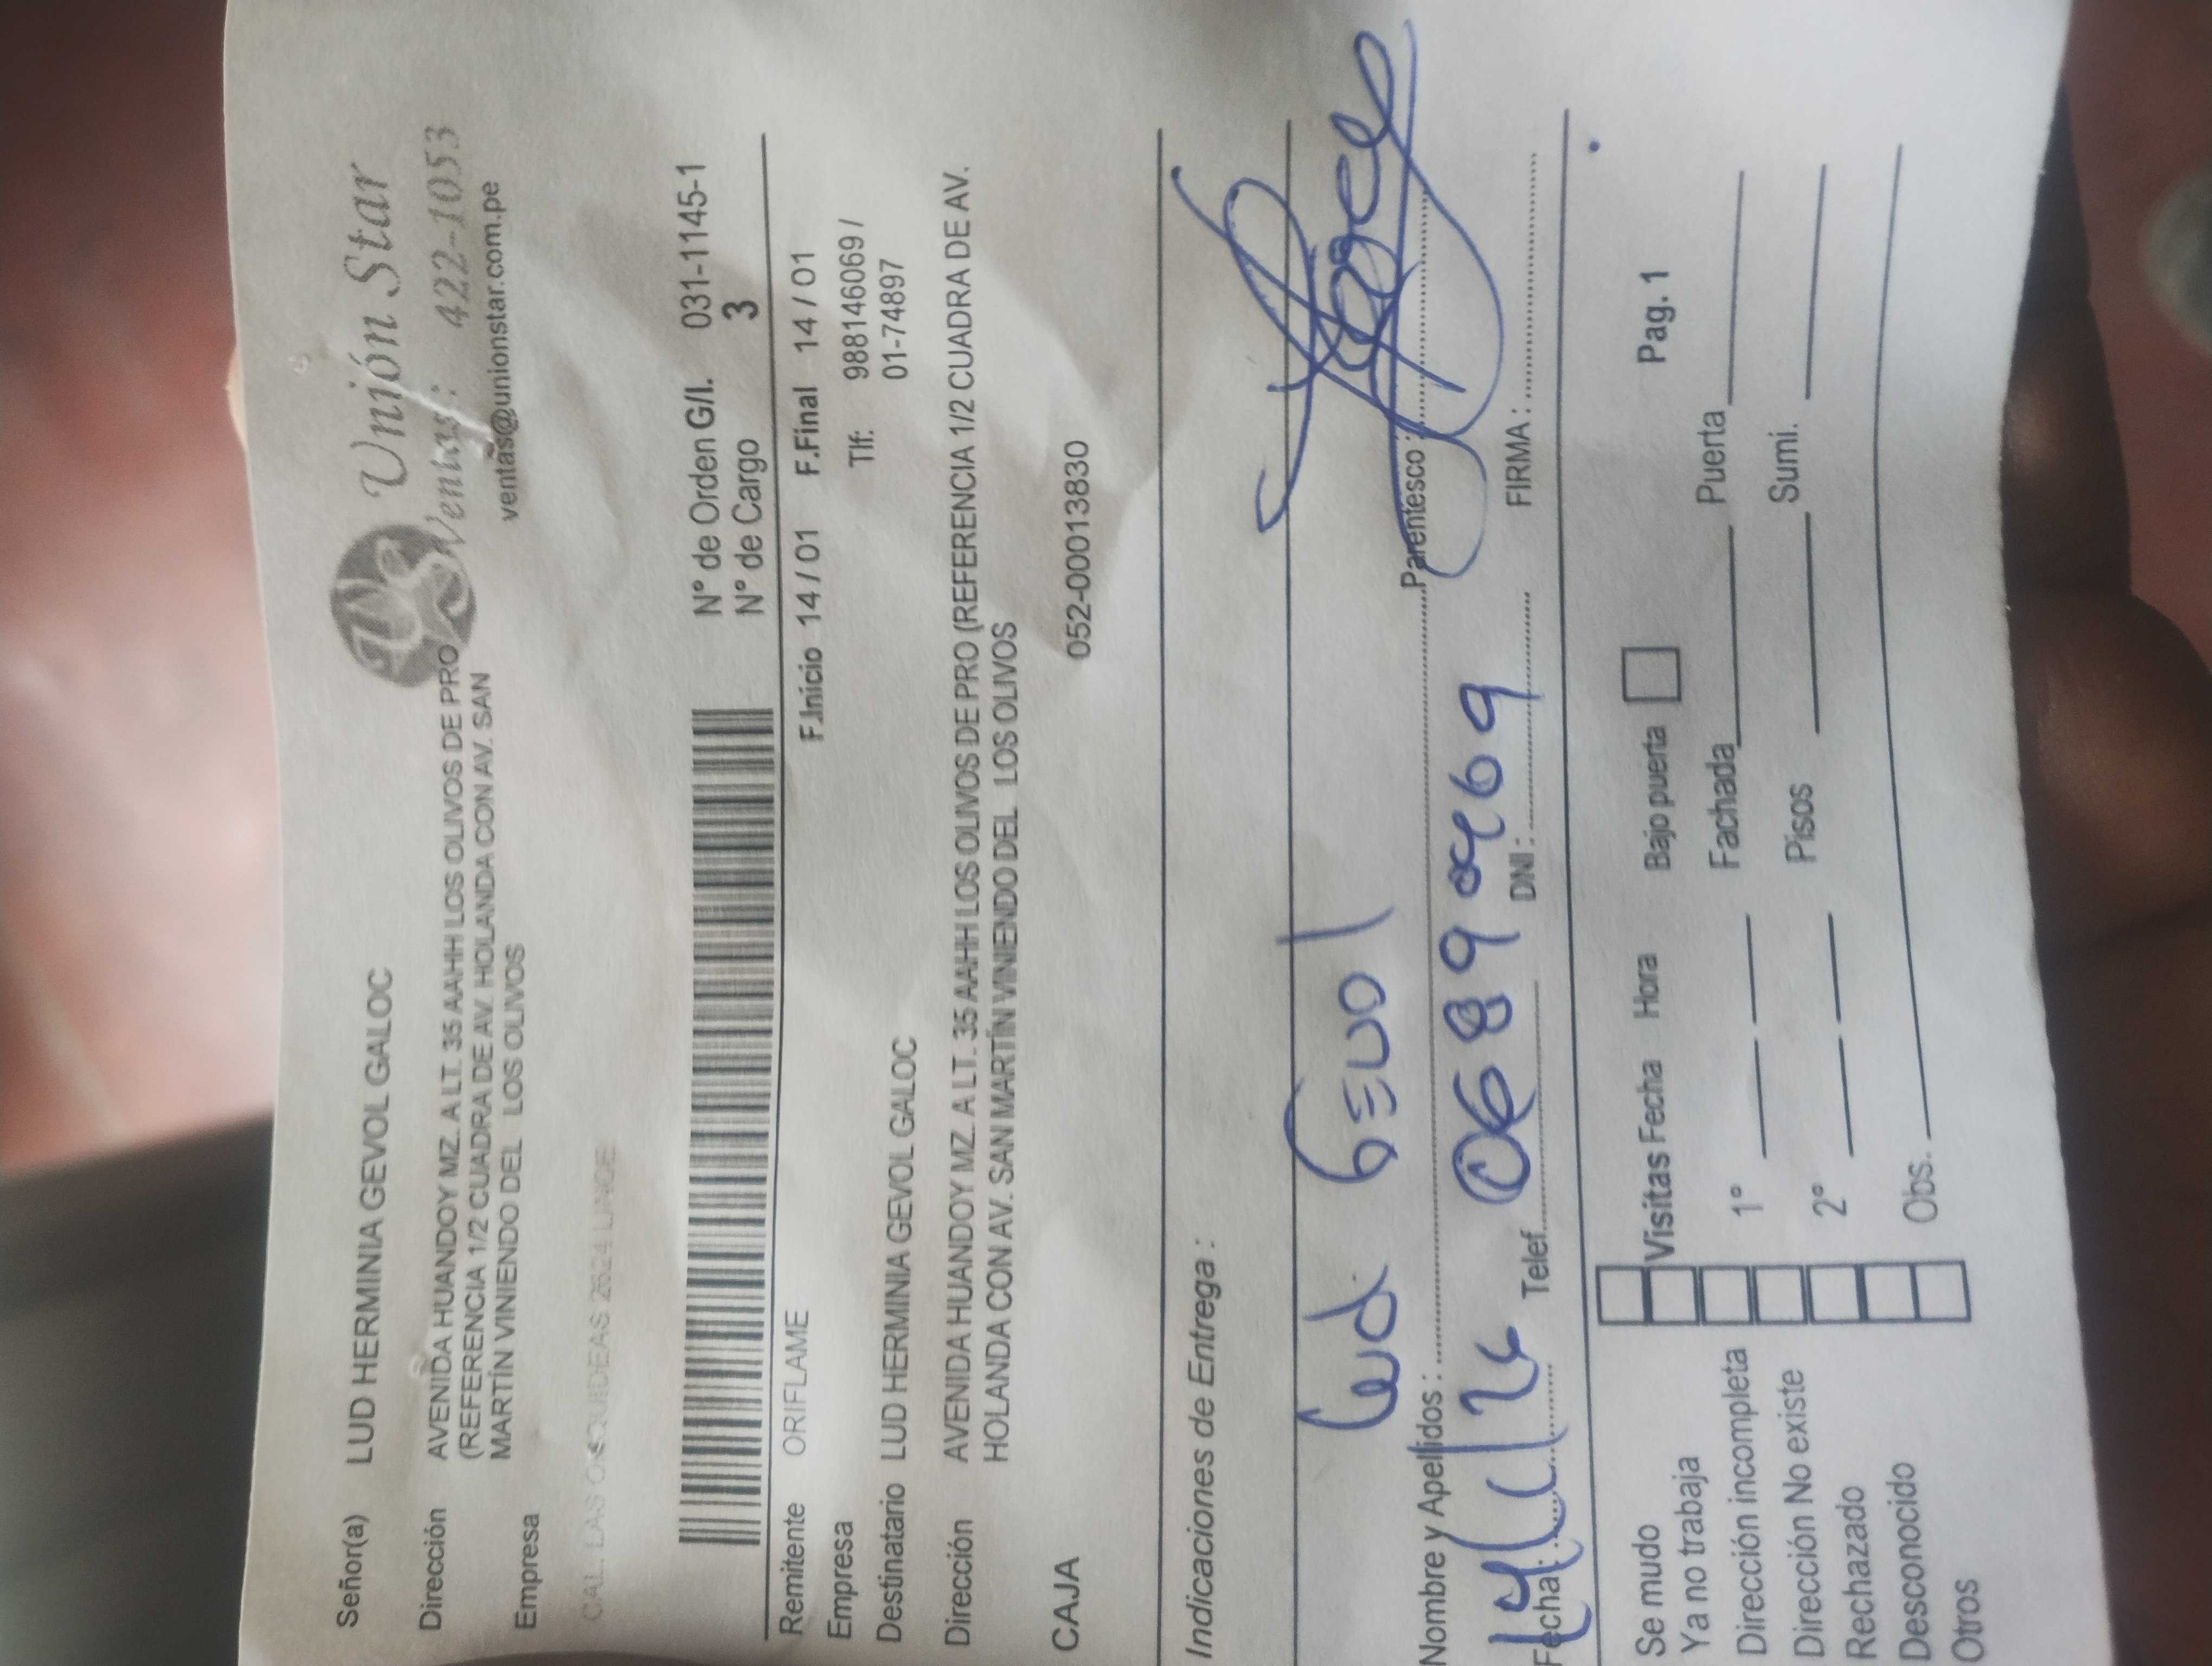 Unión Star
Ventas: 422-1053
ventas@unionstar.com.pe
Señor(a) LUD HERMINIA GEVOL GALOC
Dirección AVENIDA HUANDOY MZ. A LT. 35 AAHH LOS OLIVOS DE PRO
(REFERENCIA 1/2 CUADRA DE AV. HOLANDA CON AV. SAN
MARTÍN VINIENDO DEL LOS OLIVOS
Empresa
N° de Orden G/I. 031-1145-1
N° de Cargo 3
Remitente ORIFLAME F.Inicio 14 / 01 F.Final 14 / 01
Empresa Tlf: 988146069 /
01-74897
Destinatario LUD HERMINIA GEVOL GALOC
Dirección AVENIDA HUANDOY MZ. A LT. 35 AAHH LOS OLIVOS DE PRO (REFERENCIA 1/2 CUADRA DE AV.
HOLANDA CON AV. SAN MARTÍN VINIENDO DEL LOS OLIVOS
CAJA 052-00013830
Indicaciones de Entrega :
Lud GEVOL
Nombre y Apellidos : Parentesco :
Fecha : Telef. DNI : FIRMA :
Se mudo
Ya no trabaja Visitas Fecha Hora Bajo puerta Pag. 1
Dirección incompleta 1° Fachada Puerta
Dirección No existe
Rechazado 2° Pisos Sumi.
Desconocido Obs.
Otros